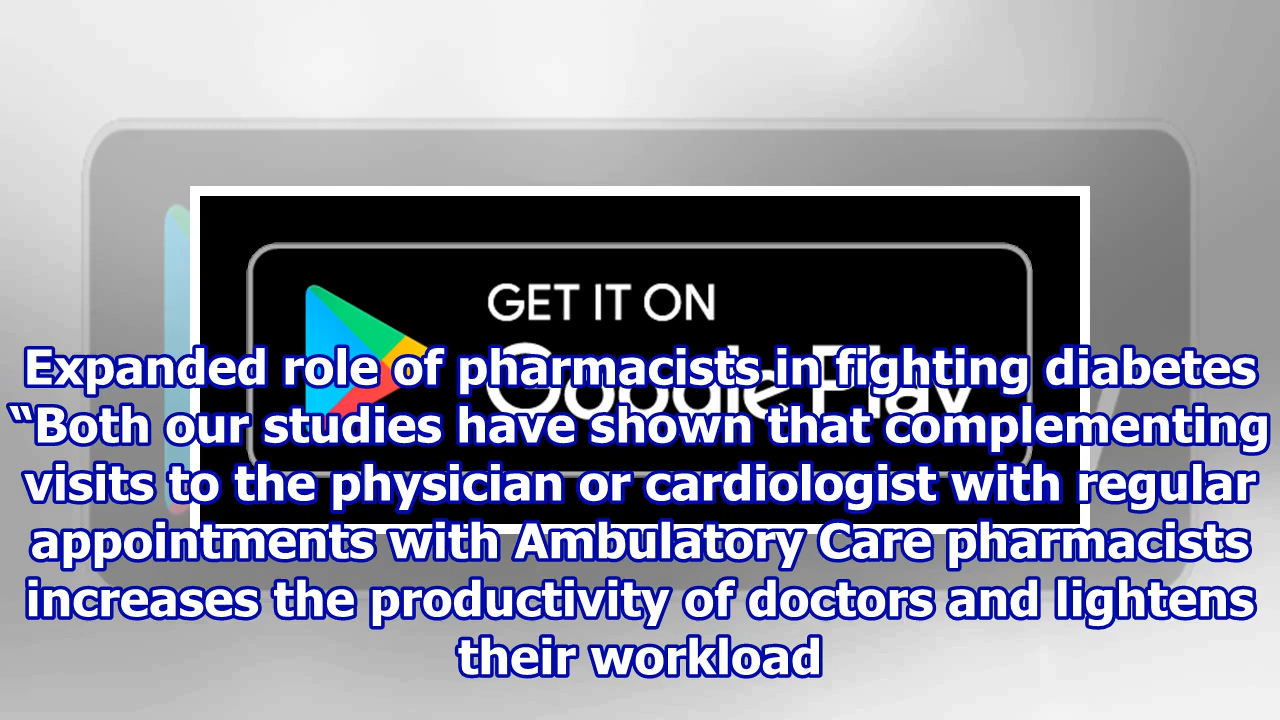 GET IT ON
Google Play
Expanded role of pharmacists in fighting diabetes
“Both our studies have shown that complementing
visits to the physician or cardiologist with regular
appointments with Ambulatory Care pharmacists
increases the productivity of doctors and lightens
their workload